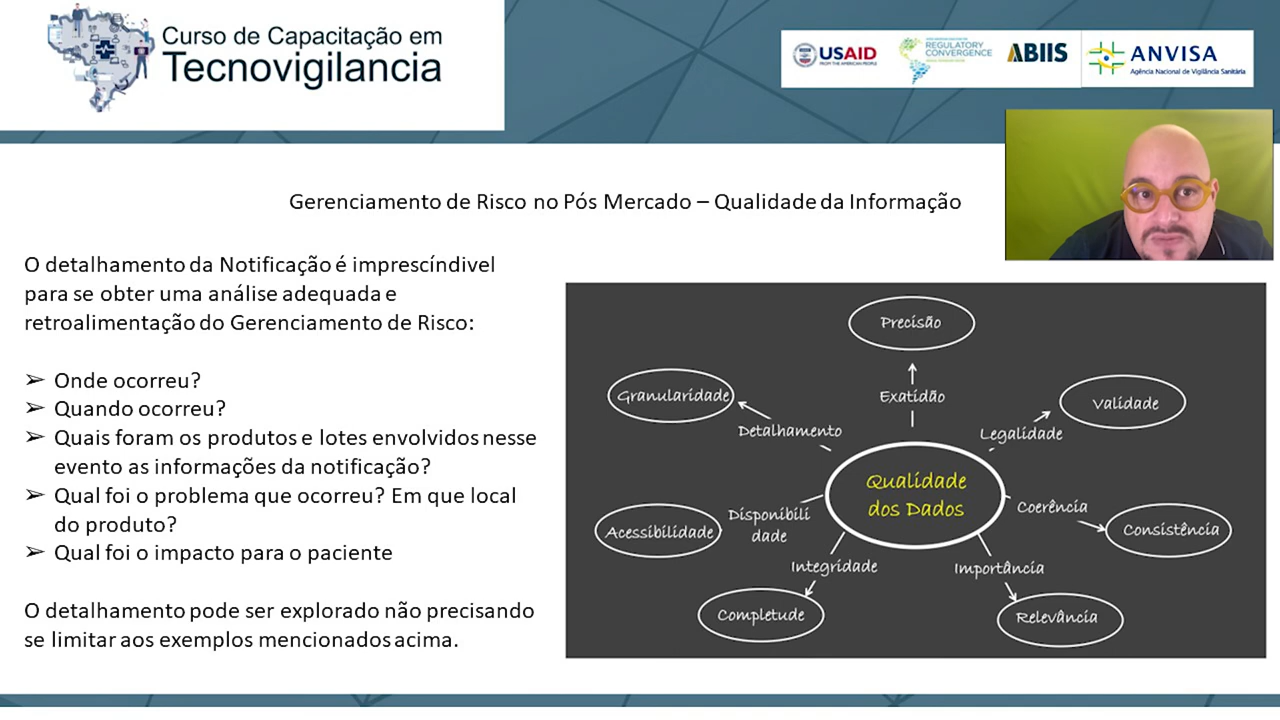 Curso de Capacitação em
Tecnovigilancia
USAID
FROM THE AMERICAN PEOPLE
REGULATORY
CONVERGENCE
ABIIS
ANVISA
Agência Nacional de Vigilância Sanitária
Gerenciamento de Risco no Pós Mercado – Qualidade da Informação
O detalhamento da Notificação é imprescíndivel
para se obter uma análise adequada e
retroalimentação do Gerenciamento de Risco:
➢ Onde ocorreu?
➢ Quando ocorreu?
➢ Quais foram os produtos e lotes envolvidos nesse
evento as informações da notificação?
➢ Qual foi o problema que ocorreu? Em que local
do produto?
➢ Qual foi o impacto para o paciente
O detalhamento pode ser explorado não precisando
se limitar aos exemplos mencionados acima.
Precisão
Exatidão
Granularidade
Detalhamento
Validade
Legalidade
Qualidade
dos Dados
Acessibilidade
Disponibili
dade
Coerência
Consistência
Integridade
Completude
Importância
Relevância